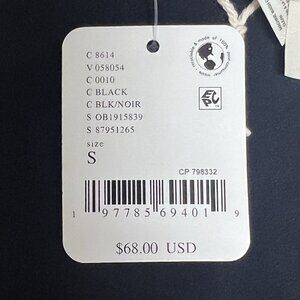 C 8614
V 058054
C 0010
C BLACK
C BLK/NOIR
S OB1915839
S 87951265
size
S
CP 798332
1 97785 69401 9
$68.00 USD